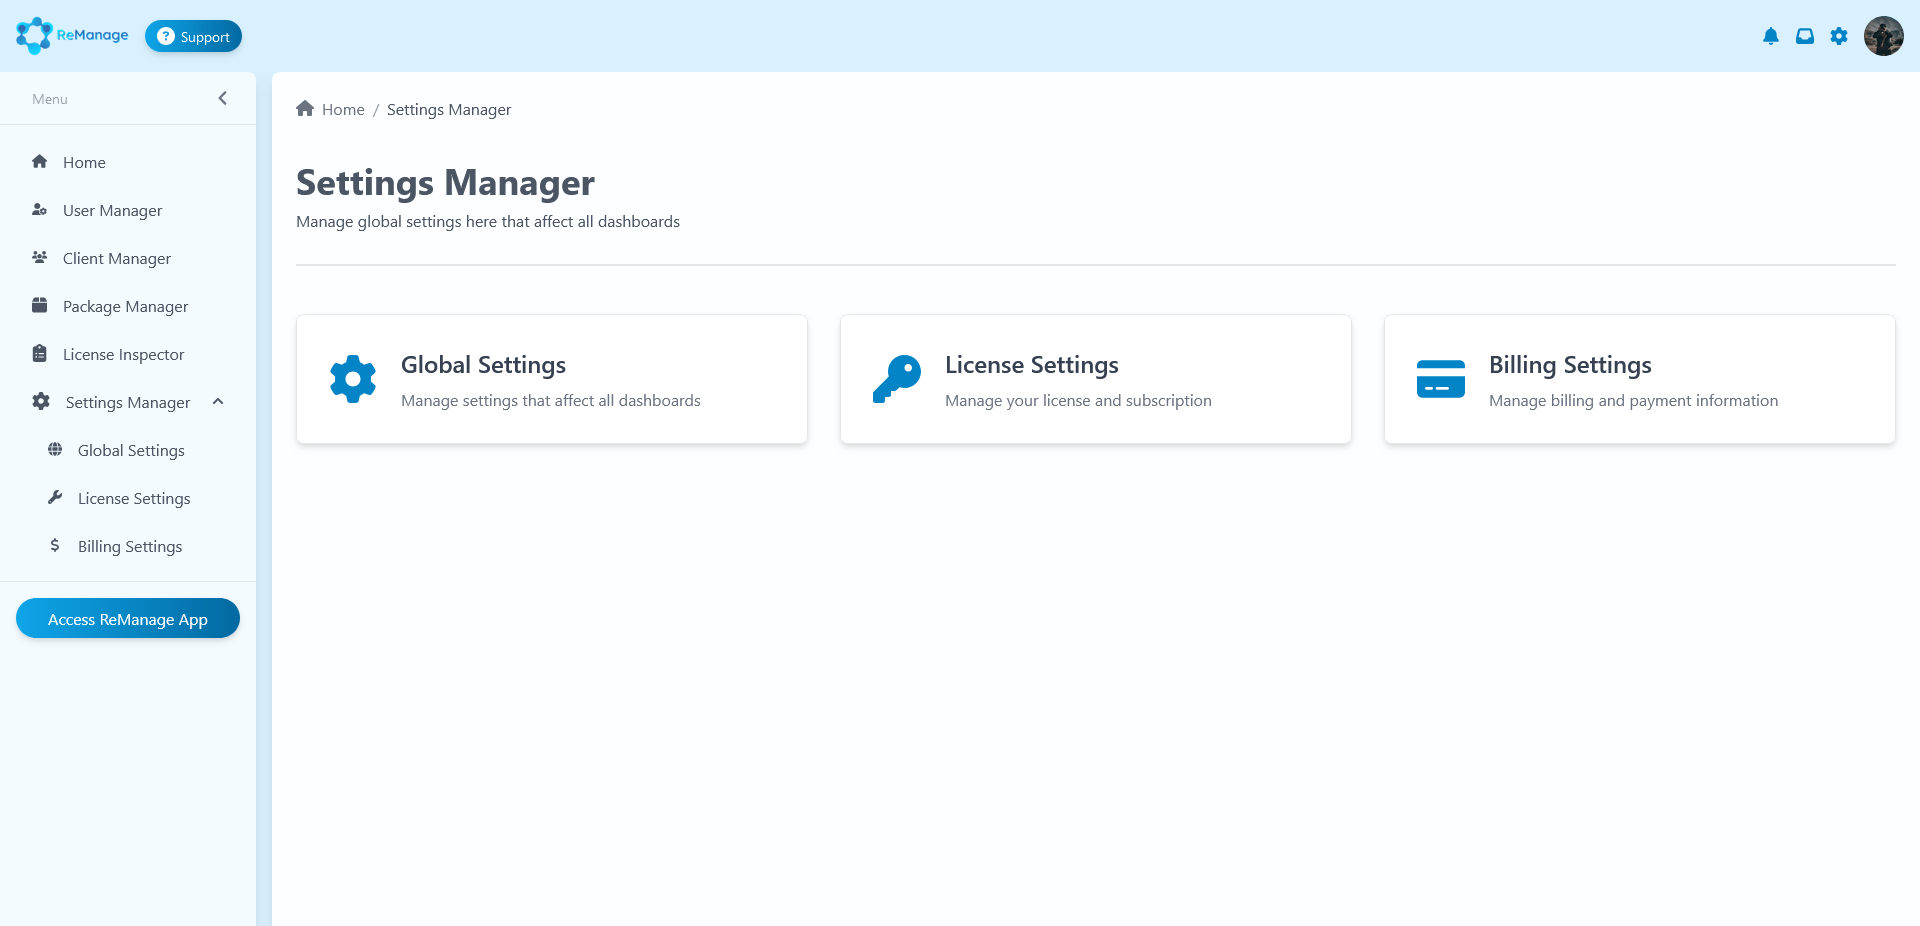 ReManage
Support
Menu
Home
User Manager
Client Manager
Package Manager
License Inspector
Settings Manager
Global Settings
License Settings
Billing Settings
Access ReManage App
Home / Settings Manager
Settings Manager
Manage global settings here that affect all dashboards
Global Settings
Manage settings that affect all dashboards
License Settings
Manage your license and subscription
Billing Settings
Manage billing and payment information